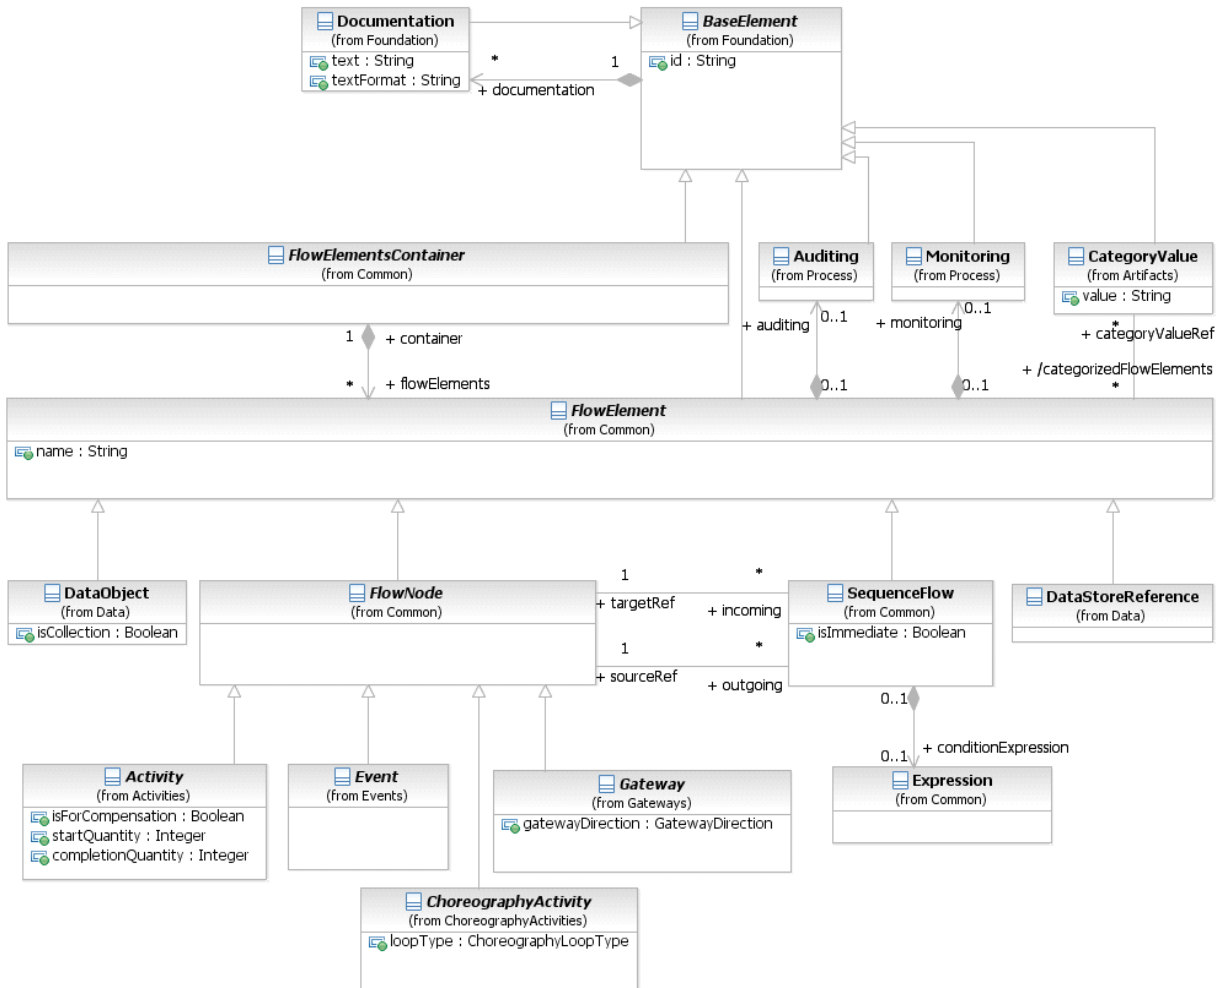 Documentation
(from Foundation)
text : String
textFormat : String
BaseElement
(from Foundation)
id : String
*
1
+ documentation
FlowElementsContainer
(from Common)
Auditing
(from Process)
Monitoring
(from Process)
CategoryValue
(from Artifacts)
value : String
1
+ container
*
+ flowElements
+ auditing
0..1
0..1
+ monitoring
0..1
0..1
*
+ categoryValueRef
+ /categorizedFlowElements
*
FlowElement
(from Common)
name : String
DataObject
(from Data)
isCollection : Boolean
FlowNode
(from Common)
1
*
+ targetRef
+ incoming
1
*
+ sourceRef
+ outgoing
SequenceFlow
(from Common)
isImmediate : Boolean
DataStoreReference
(from Data)
0..1
0..1
+ conditionExpression
Activity
(from Activities)
isForCompensation : Boolean
startQuantity : Integer
completionQuantity : Integer
Event
(from Events)
Gateway
(from Gateways)
gatewayDirection : GatewayDirection
Expression
(from Common)
ChoreographyActivity
(from ChoreographyActivities)
loopType : ChoreographyLoopType